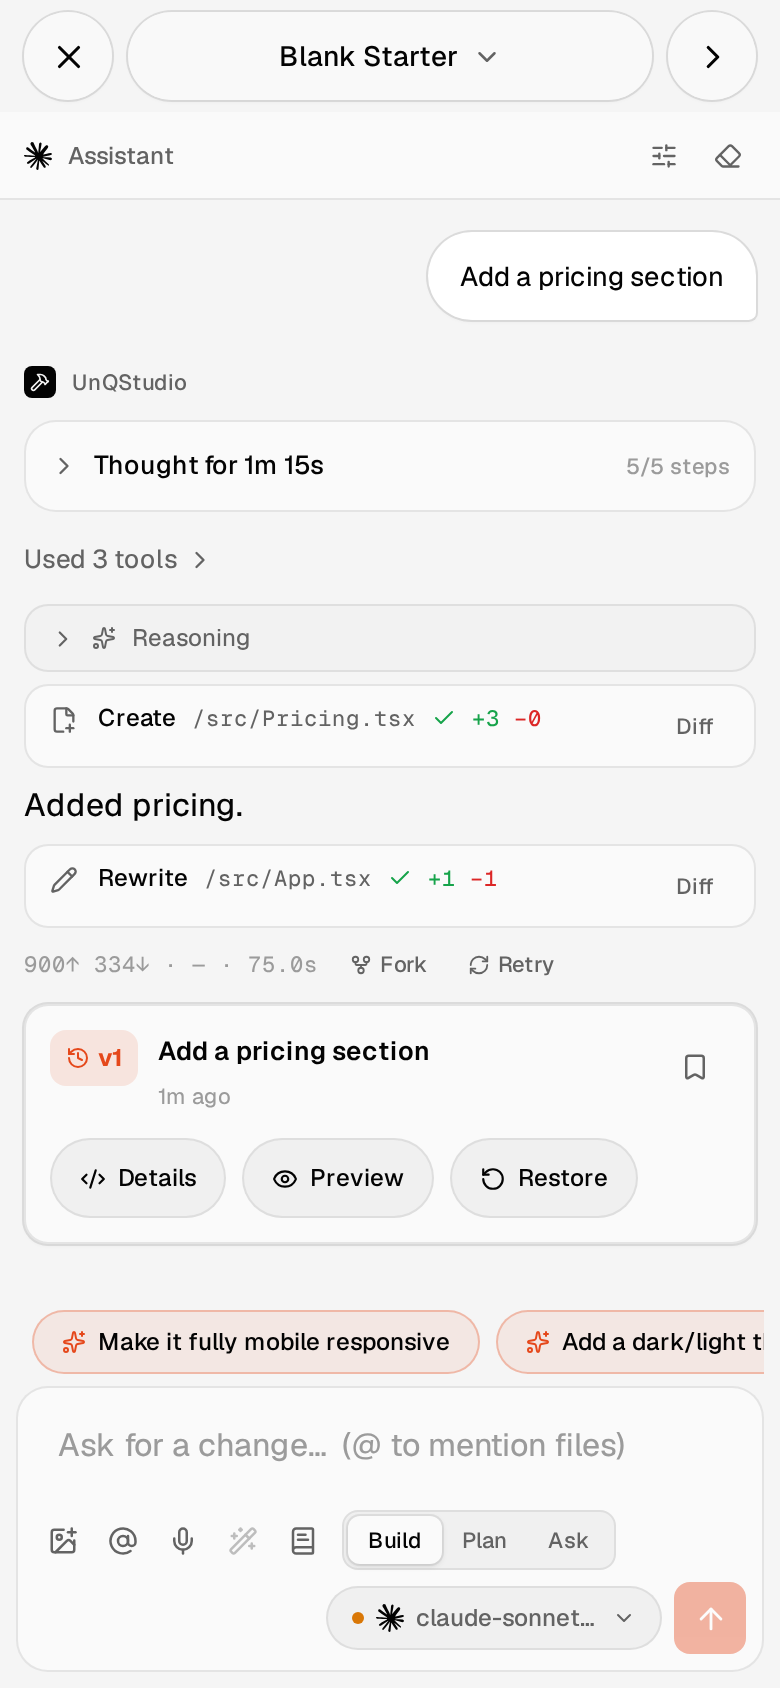 Blank Starter
Assistant
Add a pricing section
UnQStudio
Thought for 1m 15s 5/5 steps
Used 3 tools
Reasoning
Create /src/Pricing.tsx +3 -0 Diff
Added pricing.
Rewrite /src/App.tsx +1 -1 Diff
900↑ 334↓ · — · 75.0s Fork Retry
v1 Add a pricing section
1m ago
Details Preview Restore
Make it fully mobile responsive Add a dark/light
Ask for a change… (@ to mention files)
Build Plan Ask
claude-sonnet…